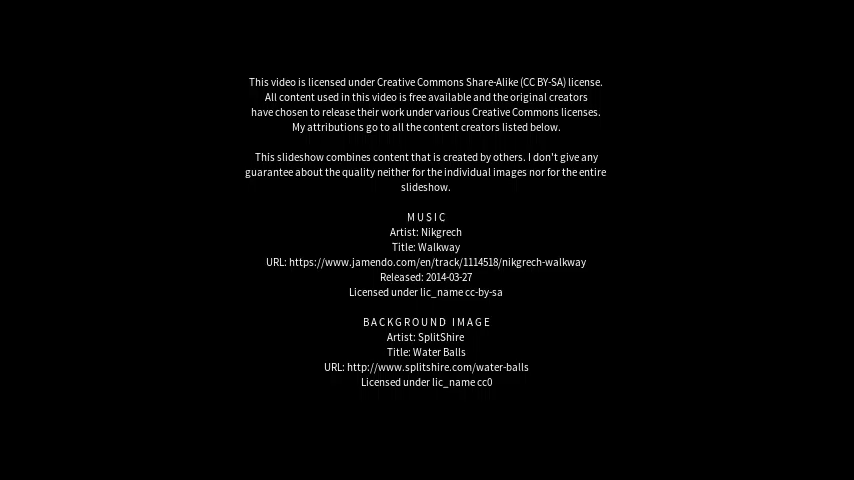 This video is licensed under Creative Commons Share-Alike (CC BY-SA) license.
All content used in this video is free available and the original creators
have chosen to release their work under various Creative Commons licenses.
My attributions go to all the content creators listed below.
This slideshow combines content that is created by others. I don't give any
guarantee about the quality neither for the individual images nor for the entire
slideshow.
MUSIC
Artist: Nikgrech
Title: Walkway
URL: https://www.jamendo.com/en/track/1114518/nikgrech-walkway
Released: 2014-03-27
Licensed under lic_name cc-by-sa
BACKGROUND IMAGE
Artist: SplitShire
Title: Water Balls
URL: http://www.splitshire.com/water-balls
Licensed under lic_name cc0